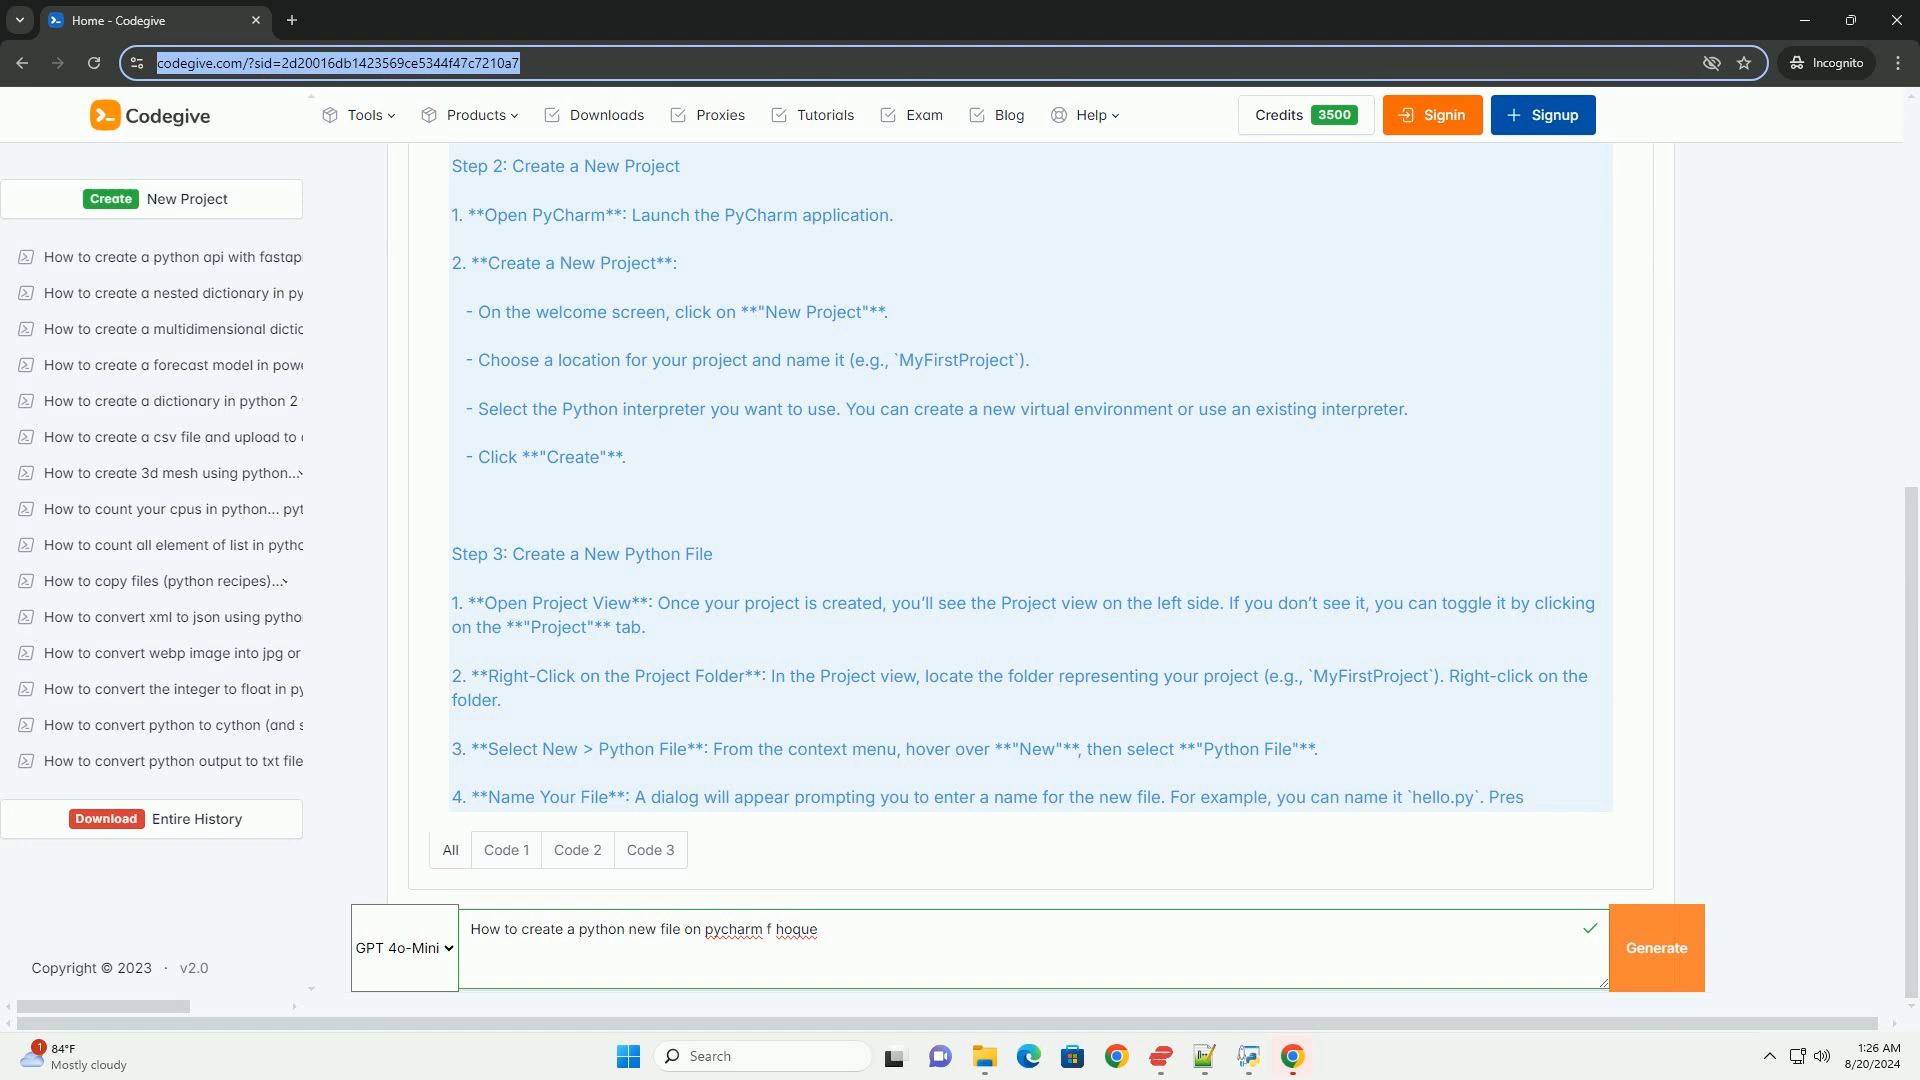 Home - Codegive
codegive.com/?sid=2d20016db1423569ce5344f47c7210a7
Incognito
Codegive
Tools
Products
Downloads
Proxies
Tutorials
Exam
Blog
Help
Credits 3500
Signin
Signup
Create New Project
How to create a python api with fastap
How to create a nested dictionary in py
How to create a multidimensional dictio
How to create a forecast model in powe
How to create a dictionary in python 2
How to create a csv file and upload to
How to create 3d mesh using python...
How to count your cpus in python... pyt
How to count all element of list in pytho
How to copy files (python recipes)...
How to convert xml to json using pytho
How to convert webp image into jpg or
How to convert the integer to float in py
How to convert python to cython (and s
How to convert python output to txt file
Download Entire History
Copyright © 2023 · v2.0
Step 2: Create a New Project
1. **Open PyCharm**: Launch the PyCharm application.
2. **Create a New Project**:
- On the welcome screen, click on **"New Project"**.
- Choose a location for your project and name it (e.g., `MyFirstProject`).
- Select the Python interpreter you want to use. You can create a new virtual environment or use an existing interpreter.
- Click **"Create"**.
Step 3: Create a New Python File
1. **Open Project View**: Once your project is created, you’ll see the Project view on the left side. If you don’t see it, you can toggle it by clicking
on the **"Project"** tab.
2. **Right-Click on the Project Folder**: In the Project view, locate the folder representing your project (e.g., `MyFirstProject`). Right-click on the
folder.
3. **Select New > Python File**: From the context menu, hover over **"New"**, then select **"Python File"**.
4. **Name Your File**: A dialog will appear prompting you to enter a name for the new file. For example, you can name it `hello.py`. Pres
All
Code 1
Code 2
Code 3
GPT 4o-Mini
How to create a python new file on pycharm f hoque
Generate
1
84°F
Mostly cloudy
Search
1:26 AM
8/20/2024